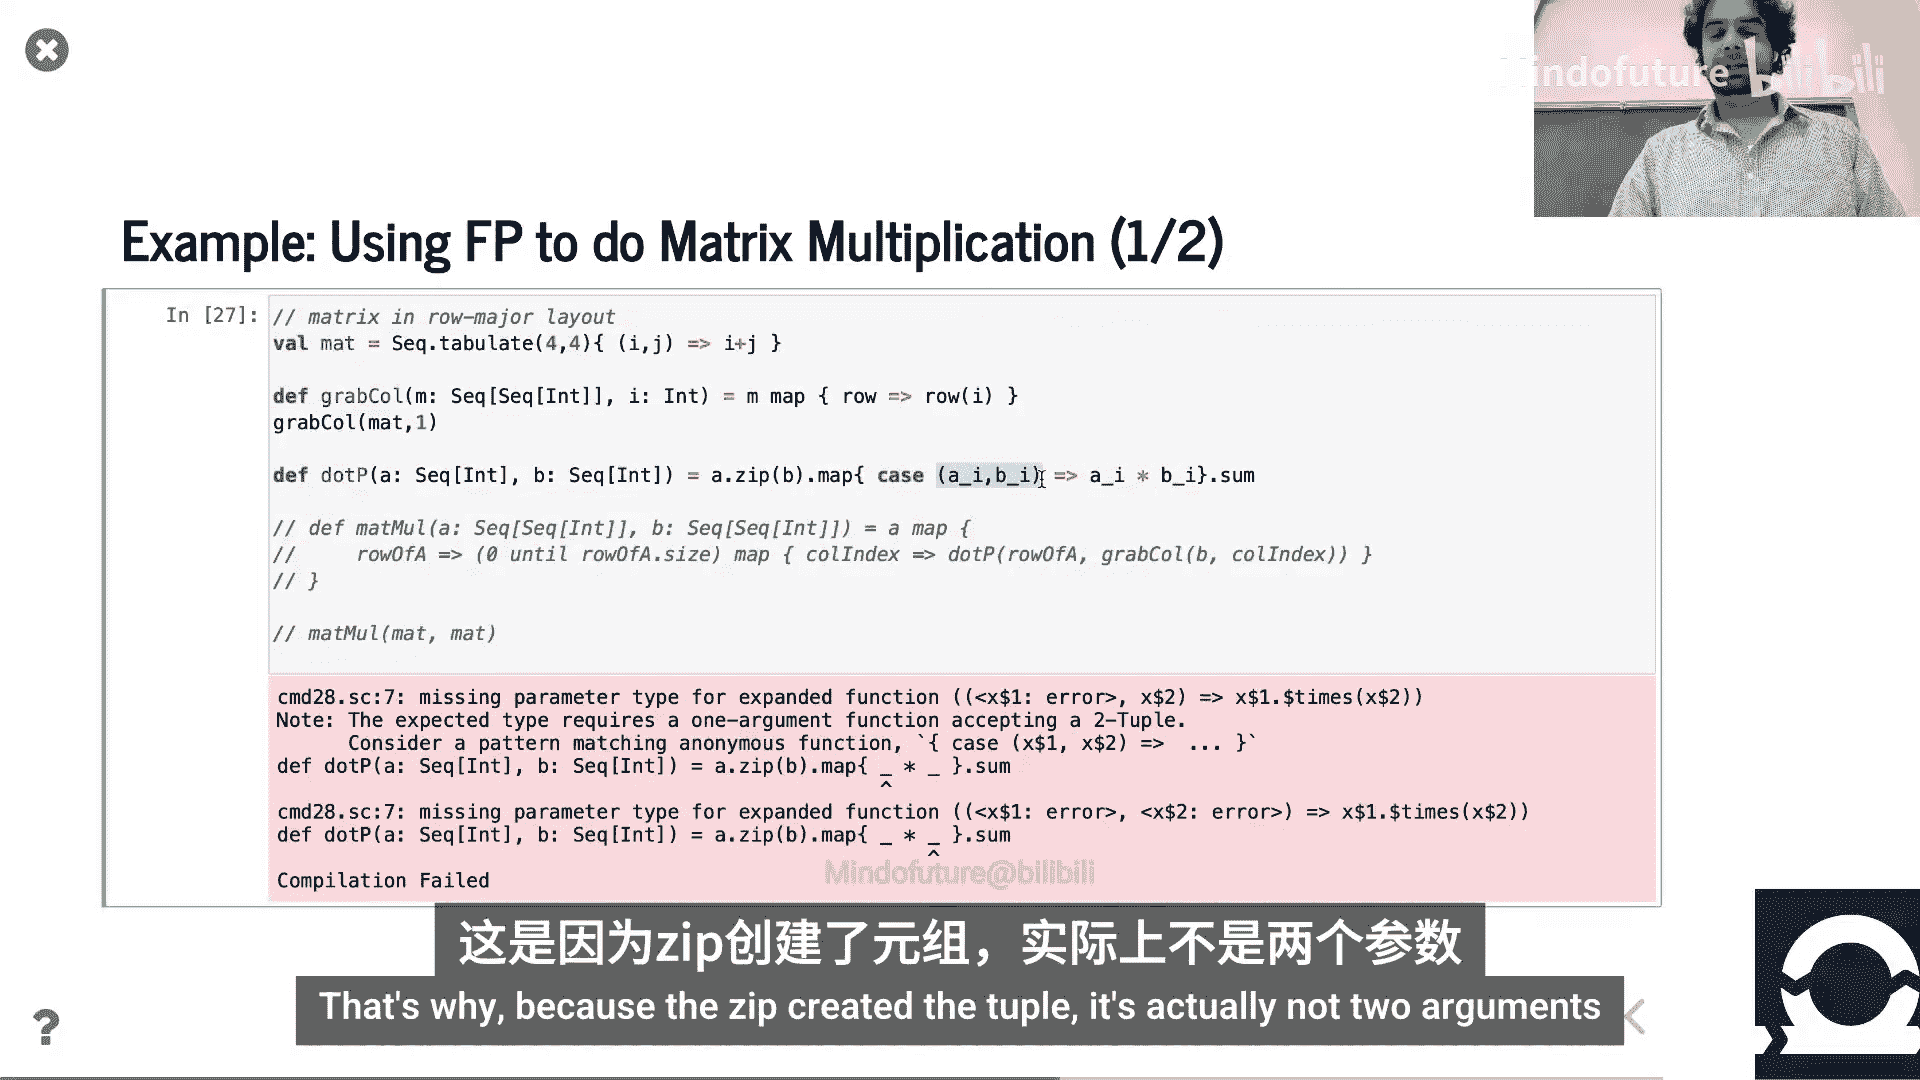 indofuture bilibili
Example: Using FP to do Matrix Multiplication (1/2)
In [27]:
// matrix in row-major layout
val mat = Seq.tabulate(4,4){ (i,j) => i+j }
def grabCol(m: Seq[Seq[Int]], i: Int) = m map { row => row(i) }
grabCol(mat,1)
def dotP(a: Seq[Int], b: Seq[Int]) = a.zip(b).map{ case (a_i,b_i) => a_i * b_i}.sum
// def matMul(a: Seq[Seq[Int]], b: Seq[Seq[Int]]) = a map {
//     rowOfA => (0 until rowOfA.size) map { colIndex => dotP(rowOfA, grabCol(b, colIndex)) }
// }
// matMul(mat, mat)
cmd28.sc:7: missing parameter type for expanded function ((<x$1: error>, x$2) => x$1.$times(x$2))
Note: The expected type requires a one-argument function accepting a 2-Tuple.
      Consider a pattern matching anonymous function, `{ case (x$1, x$2) =>  ... }`
def dotP(a: Seq[Int], b: Seq[Int]) = a.zip(b).map{ _ * _ }.sum
^
cmd28.sc:7: missing parameter type for expanded function ((<x$1: error>, <x$2: error>) => x$1.$times(x$2))
def dotP(a: Seq[Int], b: Seq[Int]) = a.zip(b).map{ _ * _ }.sum
^
Mindofuture@bilibili
Compilation Failed
这是因为zip创建了元组，实际上不是两个参数
That's why, because the zip created the tuple, it's actually not two arguments
?